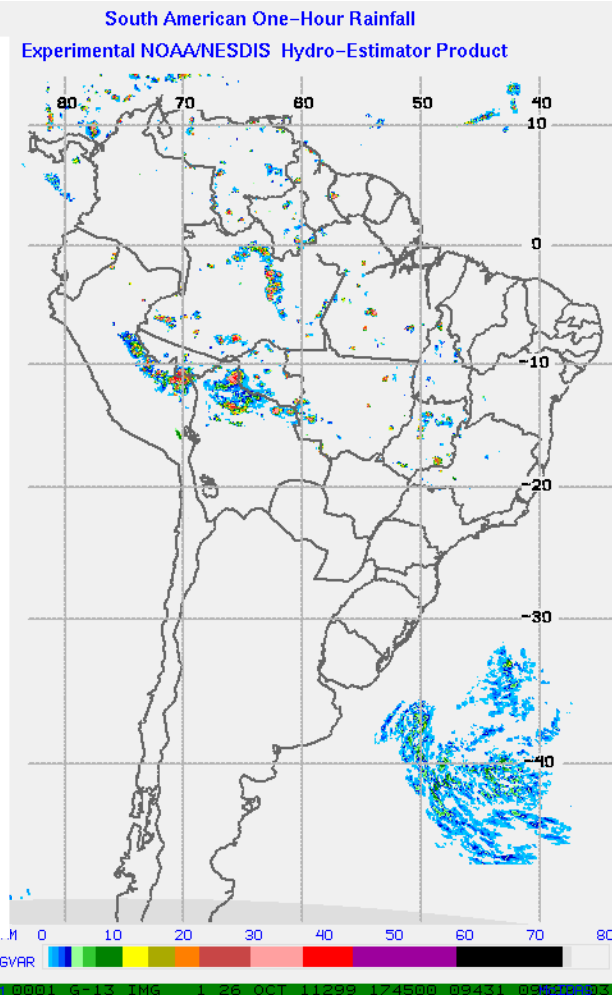 South American One-Hour Rainfall
Experimental NOAA/NESDIS Hydro-Estimator Product
80 70 60 50 40
10
0
-10
-20
-30
-40
.M 0 10 20 30 40 50 60 70 80
GVAR
0001 G-13 IMG 1 26 OCT 11299 174500 09431